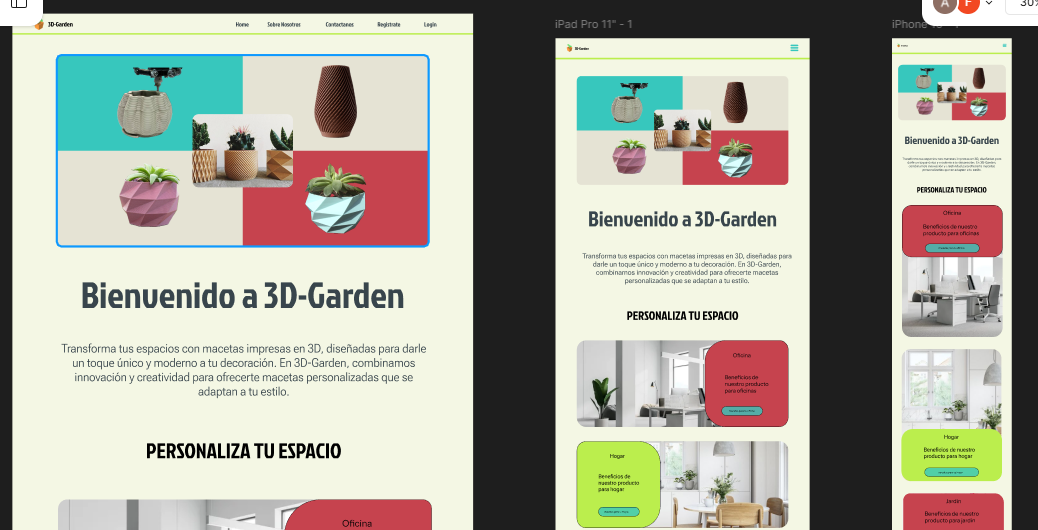 A
F
30%
iPad Pro 11" - 1
iPhone
3D-Garden
Home
Sobre Nosotros
Contactanos
Registrate
Login
Bienvenido a 3D-Garden
Transforma tus espacios con macetas impresas en 3D, diseñadas para darle
un toque único y moderno a tu decoración. En 3D-Garden, combinamos
innovación y creatividad para ofrecerte macetas personalizadas que se
adaptan a tu estilo.
PERSONALIZA TU ESPACIO
Oficina
3D-Garden
Bienvenido a 3D-Garden
Transforma tus espacios con macetas impresas en 3D, diseñadas para
darle un toque único y moderno a tu decoración. En 3D-Garden,
combinamos innovación y creatividad para ofrecerte macetas
personalizadas que se adaptan a tu estilo.
PERSONALIZA TU ESPACIO
Oficina
Beneficios de
nuestro producto
para oficinas
Hogar
Beneficios de
nuestro producto
para hogar
Bienvenido a 3D-Garden
PERSONALIZA TU ESPACIO
Oficina
Beneficios de nuestro
producto para oficinas
Hogar
Beneficios de nuestro
producto para hogar
Jardin
Beneficios de nuestro
producto para jardin